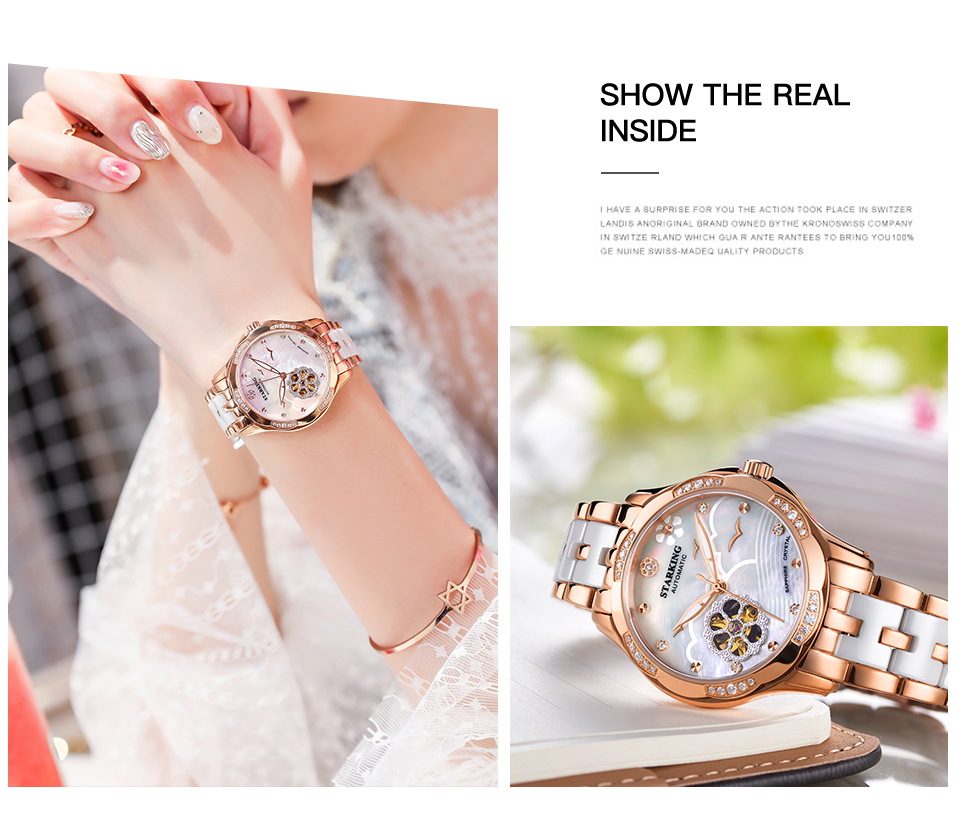 SHOW THE REAL
INSIDE
I HAVE A SURPRISE FOR YOU THE ACTION TOOK PLACE IN SWITZER
LANDIS ANORIGINAL BRAND OWNED BYTHE KRONOSWISS COMPANY
IN SWITZE RLAND WHICH GUA R ANTE RANTEES TO BRING YOU100%
GE NUINE SWISS-MADEQ UALITY PRODUCTS.
STARKING
STARKING
AUTOMATIC
SAPPHIRE CRYSTAL